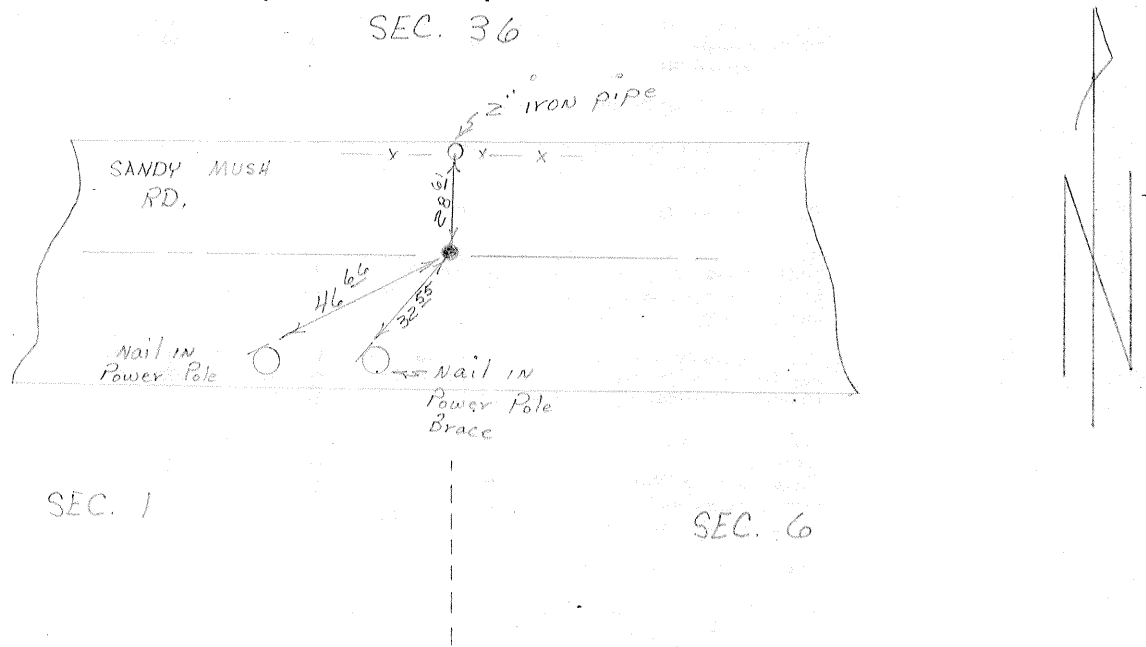 SEC. 36
2" iron pipe
SANDY MUSH
RD.
28 61
46 66
32 55
Nail IN
Power Pole
Nail IN
Power Pole
Brace
SEC. 1
SEC. 6
N